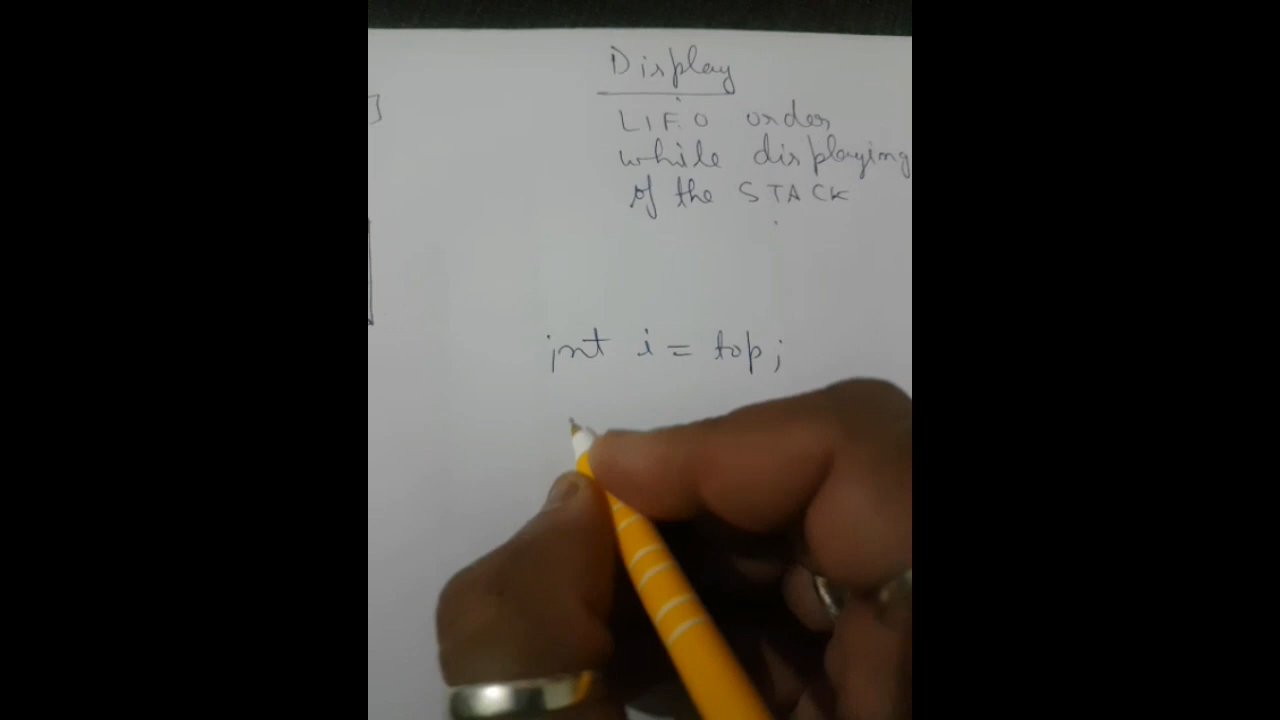 Display
LIFO order
while displaying
of the STACK
int i = top;